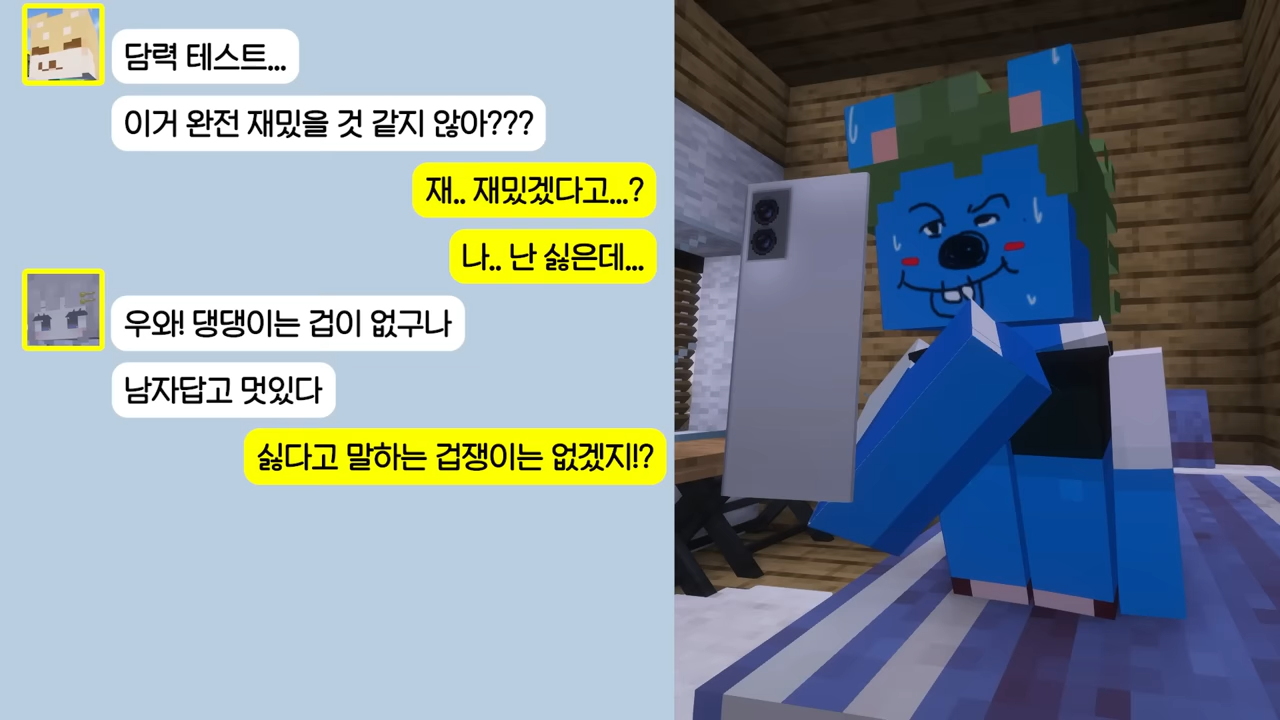 담력 테스트...
이거 완전 재밌을 것 같지 않아???
재.. 재밌겠다고...?
나.. 난 싫은데...
우와! 댕댕이는 겁이 없구나
남자답고 멋있다
싫다고 말하는 겁쟁이는 없겠지!?